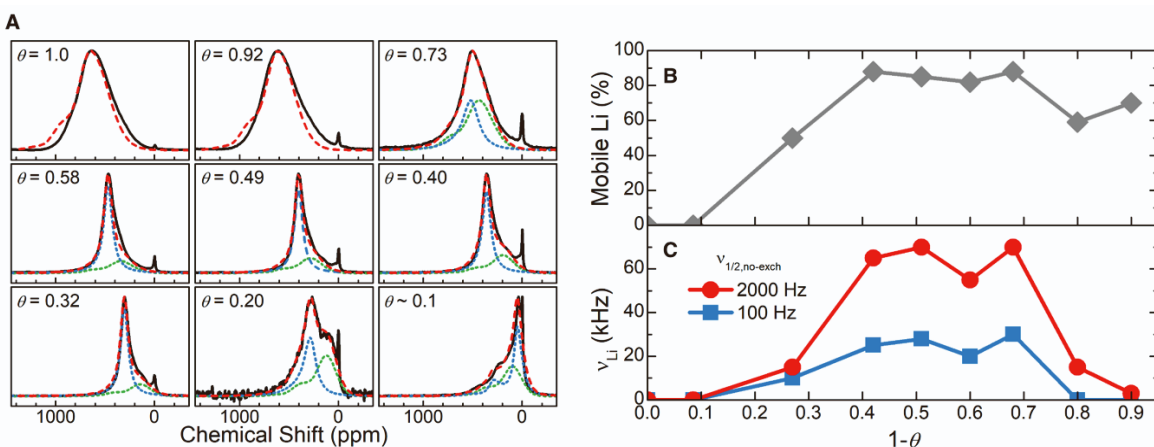 A
θ = 1.0
θ = 0.92
θ = 0.73
1000 0
θ = 0.58
θ = 0.49
θ = 0.40
θ = 0.32
θ = 0.20
θ ~ 0.1
1000 0 1000 0 1000 0
Chemical Shift (ppm)
B
Mobile Li (%)
100
80
60
40
20
0
C
ν1/2,no-exch
2000 Hz
100 Hz
νLi (kHz)
60
40
20
0
0.0 0.1 0.2 0.3 0.4 0.5 0.6 0.7 0.8 0.9
1-θ